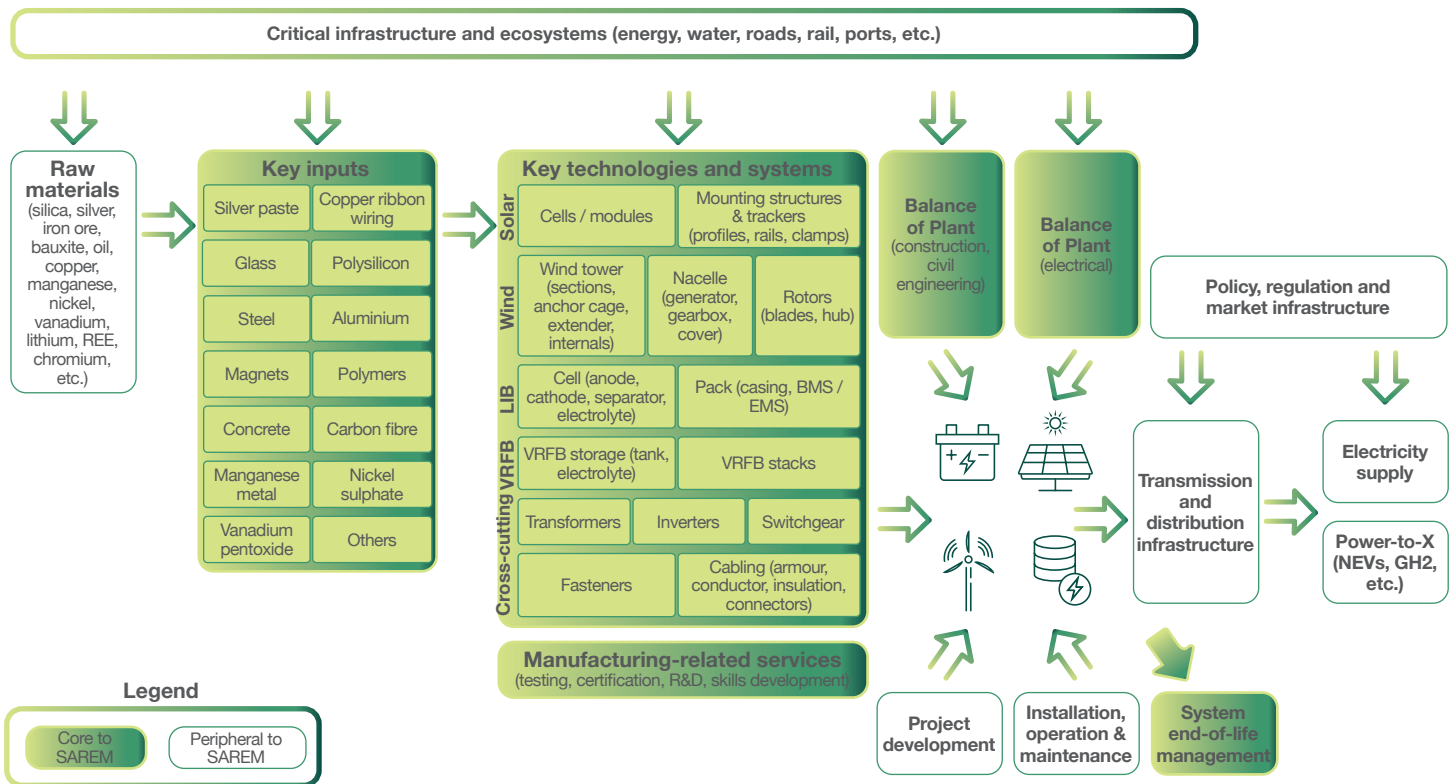 Critical infrastructure and ecosystems (energy, water, roads, rail, ports, etc.)
Raw
materials
(silica, silver,
iron ore,
bauxite, oil,
copper,
manganese,
nickel,
vanadium,
lithium, REE,
chromium,
etc.)
Key inputs
Silver paste
Copper ribbon
wiring
Glass
Polysilicon
Steel
Aluminium
Magnets
Polymers
Concrete
Carbon fibre
Manganese
metal
Nickel
sulphate
Vanadium
pentoxide
Others
Key technologies and systems
Solar
Cells / modules
Mounting structures
& trackers
(profiles, rails, clamps)
Wind
Wind tower
(sections,
anchor cage,
extender,
internals)
Nacelle
(generator,
gearbox,
cover)
Rotors
(blades, hub)
LIB
Cell (anode,
cathode, separator,
electrolyte)
Pack (casing, BMS /
EMS)
VRFB
VRFB storage (tank,
electrolyte)
VRFB stacks
Cross-cutting
Transformers
Inverters
Switchgear
Fasteners
Cabling (armour,
conductor, insulation,
connectors)
Manufacturing-related services
(testing, certification, R&D, skills development)
Balance
of Plant
(construction,
civil
engineering)
Balance
of Plant
(electrical)
Policy, regulation and
market infrastructure
Transmission
and
distribution
infrastructure
Electricity
supply
Power-to-X
(NEVs, GH2,
etc.)
Project
development
Installation,
operation &
maintenance
System
end-of-life
management
Legend
Core to
SAREM
Peripheral to
SAREM